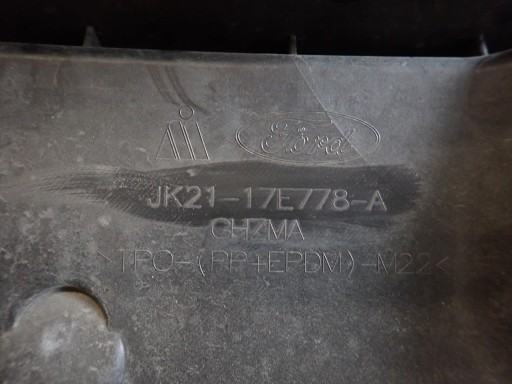 Ford
JK21-17E778-A
CHZMA
>TPO-(PP+EPDM)-M22<